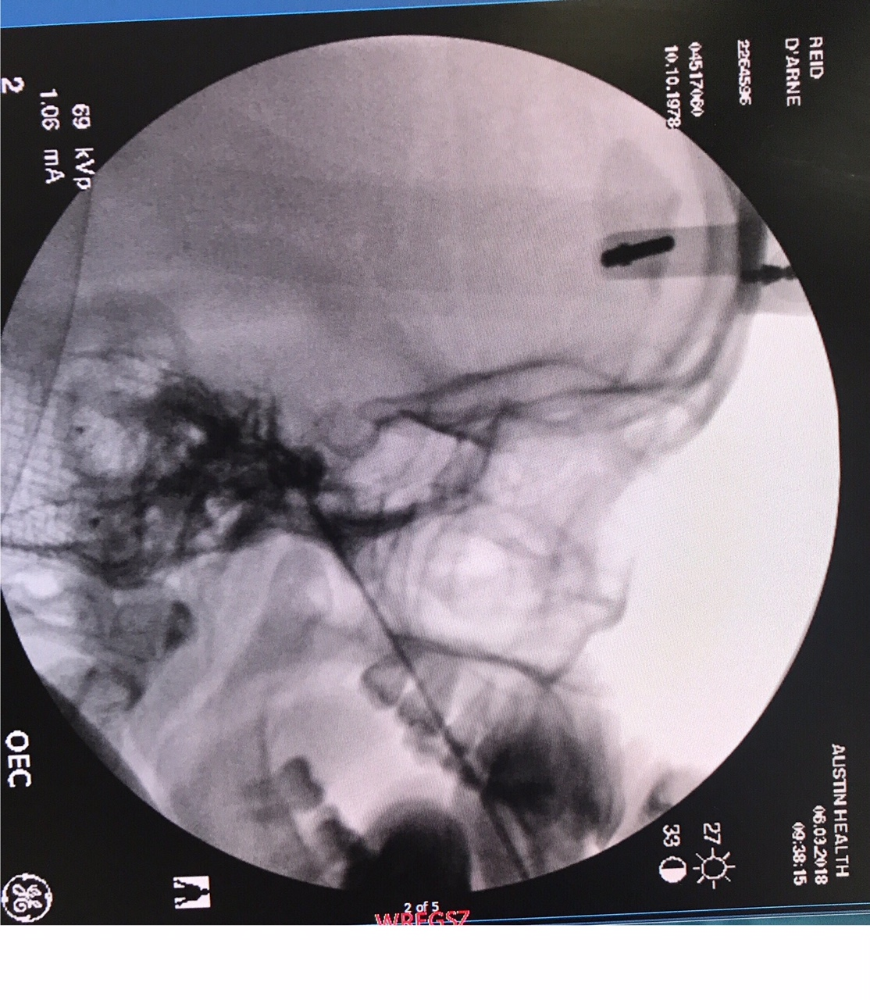 REID
D'ARNE
2264596
04517060
10.10.1978
69 kVp
1.06 mA
2
AUSTIN HEALTH
06.03.2018
09:38:15
27
33
OEC
GE
2 of 5